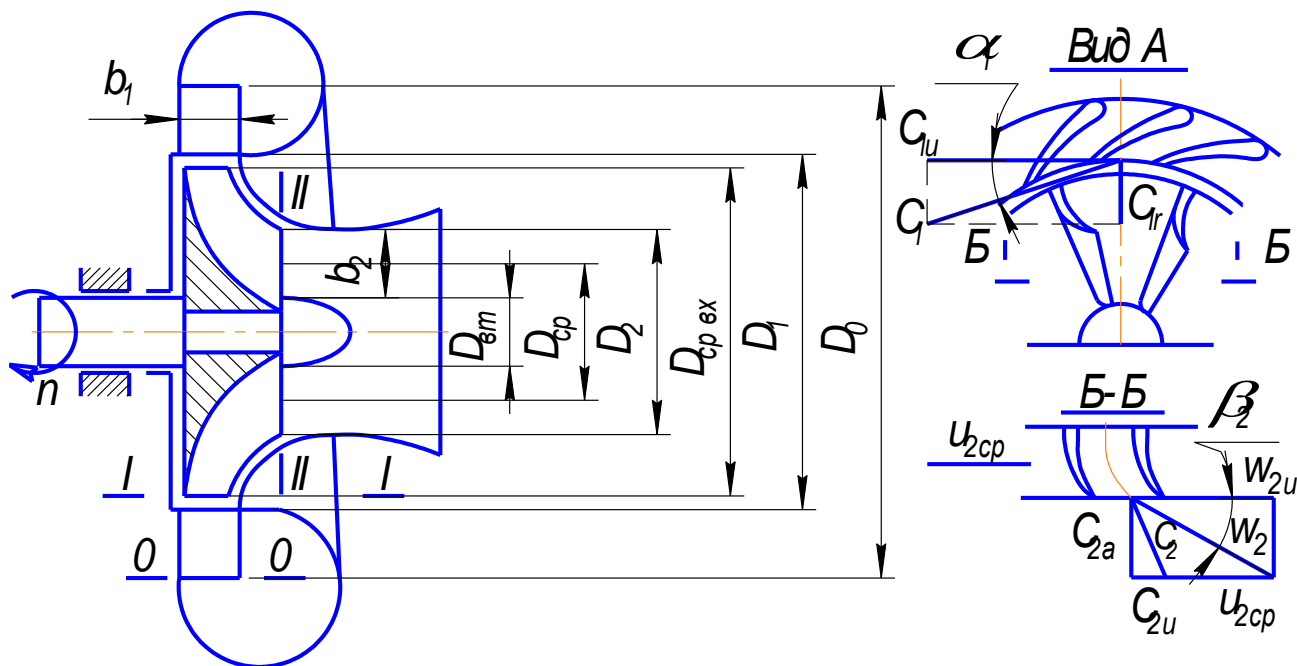 b₁
n
I
0
0
II
II
I
b₂
Dвт
Dср
D₂
Dср вх
D₁
D₀
α₁
Вид А
C₁ᵤ
C₁
C₁ᵣ
Б
Б
Б-Б
β₂
u₂ср
w₂ᵤ
C₂ₐ
C₂
w₂
C₂ᵤ
u₂ср